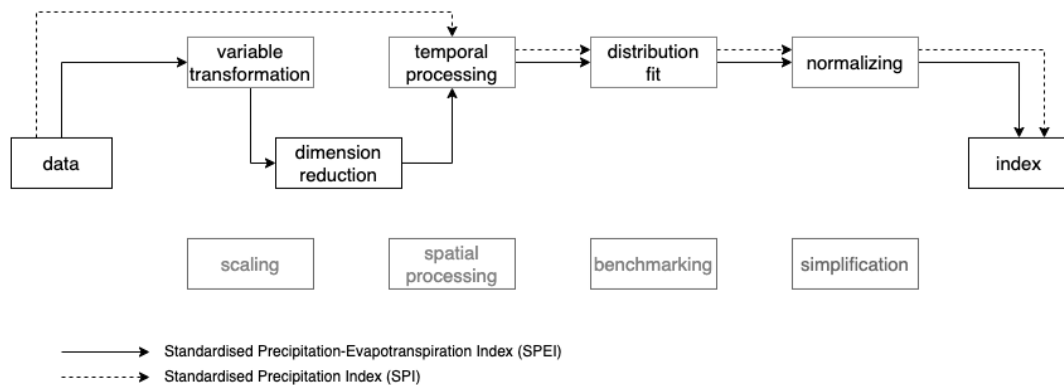 variable
transformation
temporal
processing
distribution
fit
normalizing
data
dimension
reduction
index
scaling
spatial
processing
benchmarking
simplification
Standardised Precipitation-Evapotranspiration Index (SPEI)
Standardised Precipitation Index (SPI)